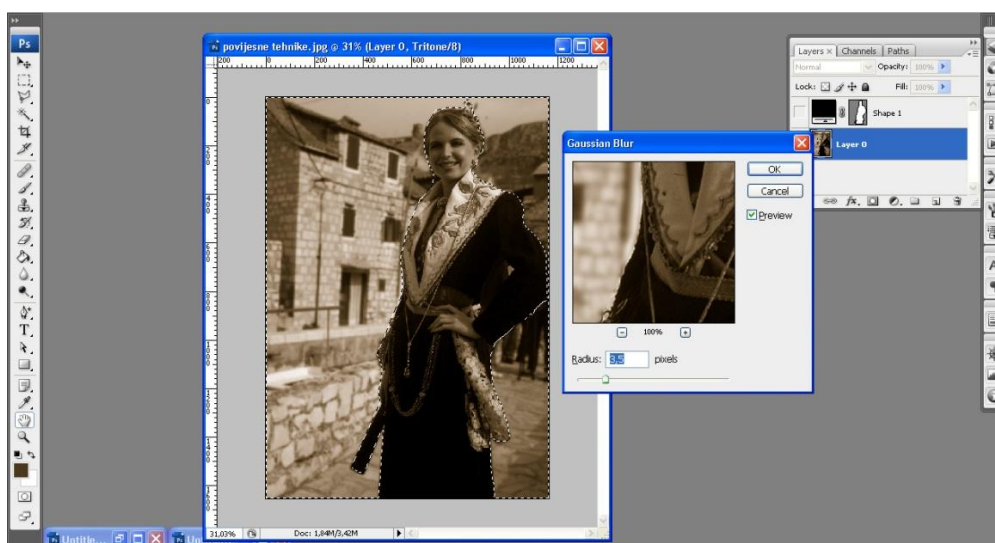 Ps
povijesne tehnike.jpg @ 31% (Layer 0, Tritone/8)
200 0 200 400 600 800 1000 1200
Layers x Channels Paths
Normal Opacity: 100%
Lock: Fill: 100%
Shape 1
Layer 0
Gaussian Blur
OK
Cancel
Preview
100%
Radius: 3,5 pixels
T
31,03% Doc: 1,84M/3,42M
Untitle...